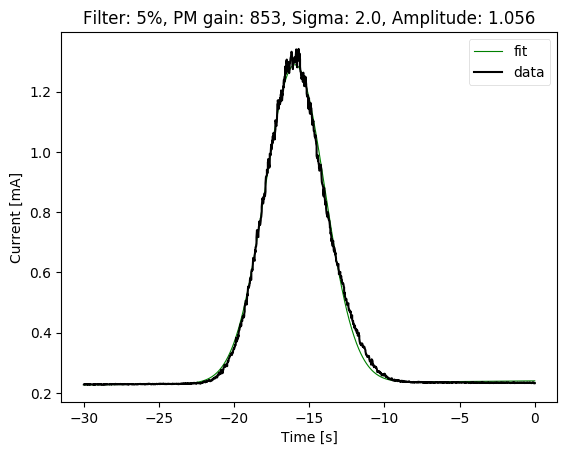 Filter: 5%, PM gain: 853, Sigma: 2.0, Amplitude: 1.056
fit
data
1.2
1.0
0.8
0.6
0.4
0.2
Current [mA]
−30
−25
−20
−15
−10
−5
0
Time [s]